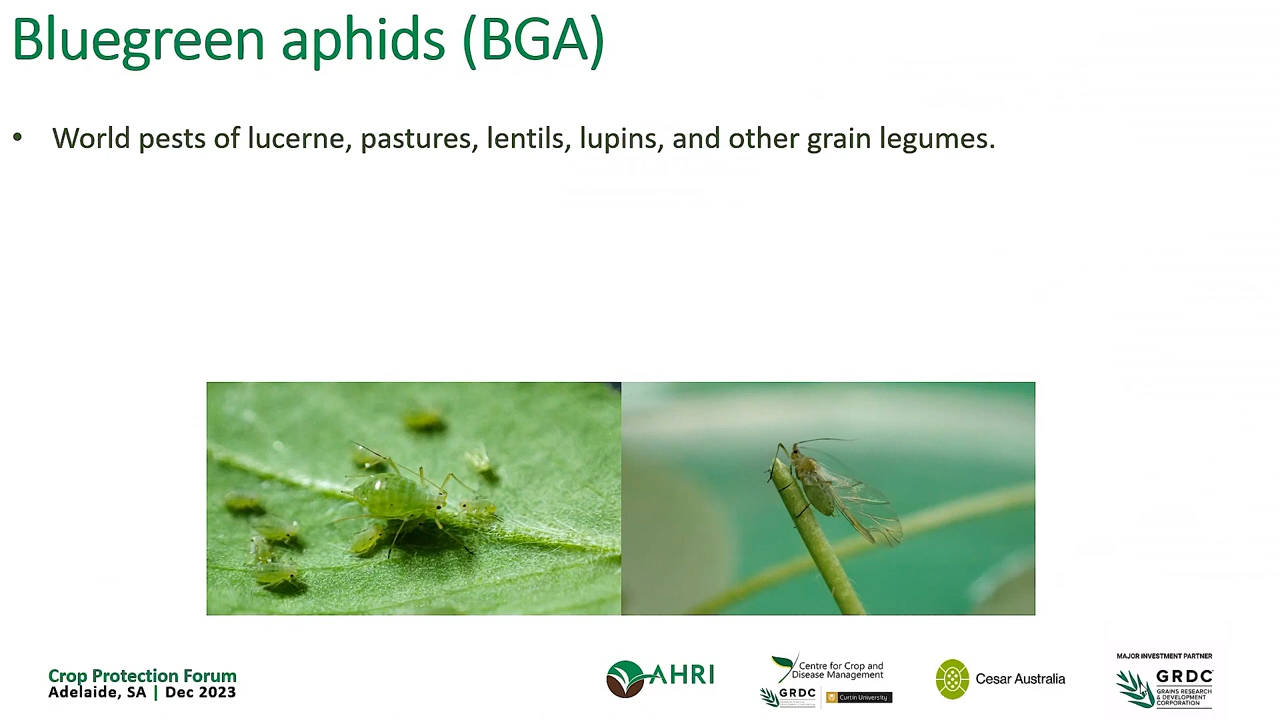 Bluegreen aphids (BGA)
• World pests of lucerne, pastures, lentils, lupins, and other grain legumes.
Crop Protection Forum
Adelaide, SA | Dec 2023
AHRI
Centre for Crop and
Disease Management
GRDC
Curtin University
Cesar Australia
MAJOR INVESTMENT PARTNER
GRDC
GRAINS RESEARCH
& DEVELOPMENT
CORPORATION